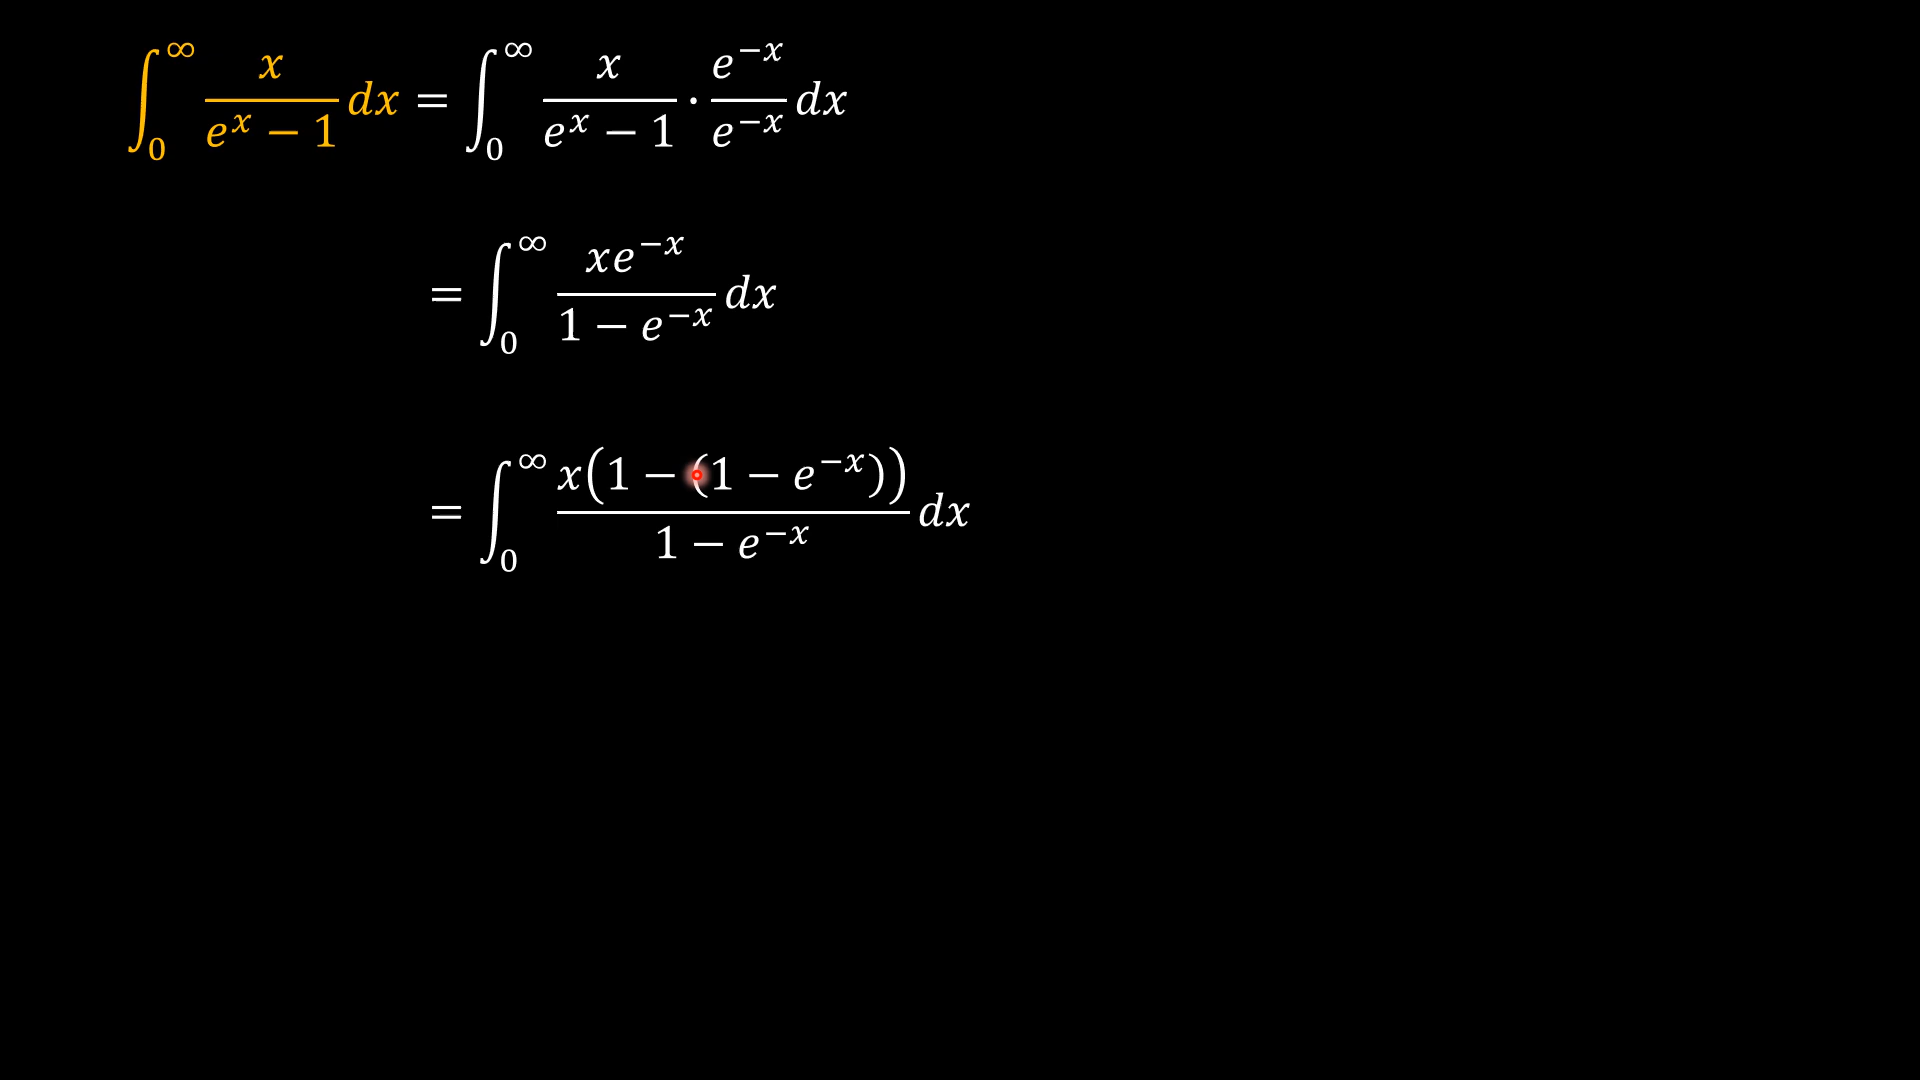 ∫₀^∞ x/(eˣ − 1) dx = ∫₀^∞ x/(eˣ − 1) · e⁻ˣ/e⁻ˣ dx
= ∫₀^∞ xe⁻ˣ/(1 − e⁻ˣ) dx
= ∫₀^∞ x(1 − (1 − e⁻ˣ))/(1 − e⁻ˣ) dx